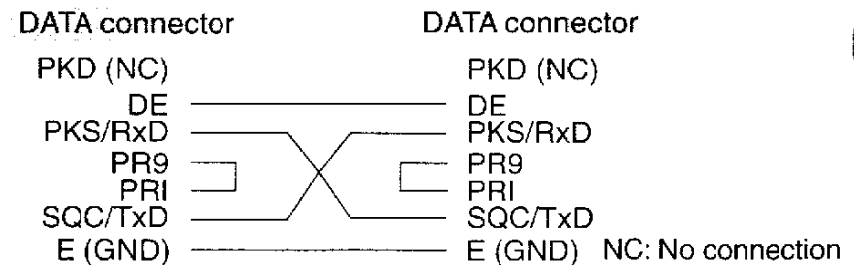 DATA connector DATA connector
PKD (NC) PKD (NC)
DE DE
PKS/RxD PKS/RxD
PR9 PR9
PRI PRI
SQC/TxD SQC/TxD
E (GND) E (GND) NC: No connection